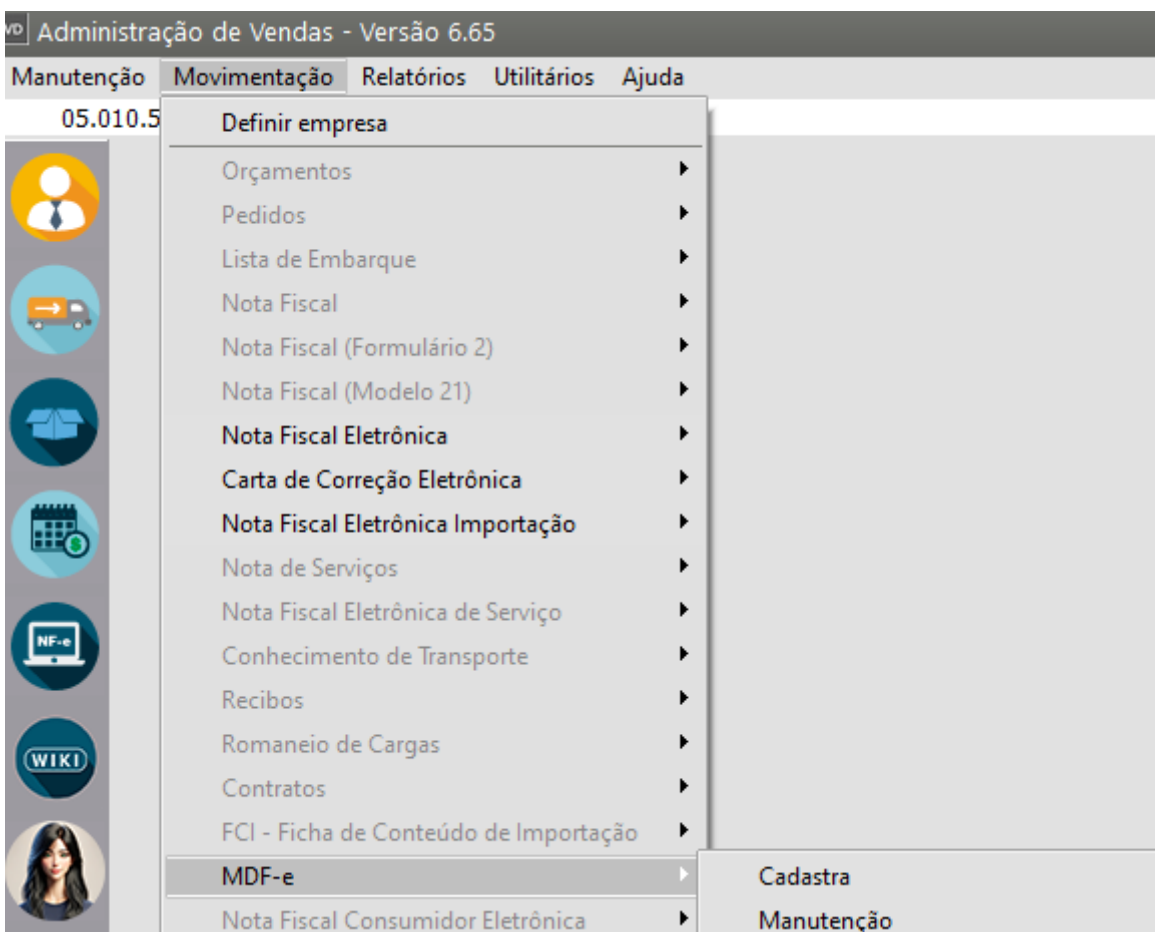 VD Administração de Vendas - Versão 6.65
Manutenção Movimentação Relatórios Utilitários Ajuda
05.010.5
Definir empresa
Orçamentos
Pedidos
Lista de Embarque
Nota Fiscal
Nota Fiscal (Formulário 2)
Nota Fiscal (Modelo 21)
Nota Fiscal Eletrônica
Carta de Correção Eletrônica
Nota Fiscal Eletrônica Importação
Nota de Serviços
Nota Fiscal Eletrônica de Serviço
NF-e
Conhecimento de Transporte
Recibos
Romaneio de Cargas
WIKI
Contratos
FCI - Ficha de Conteúdo de Importação
MDF-e Cadastra
Nota Fiscal Consumidor Eletrônica Manutenção